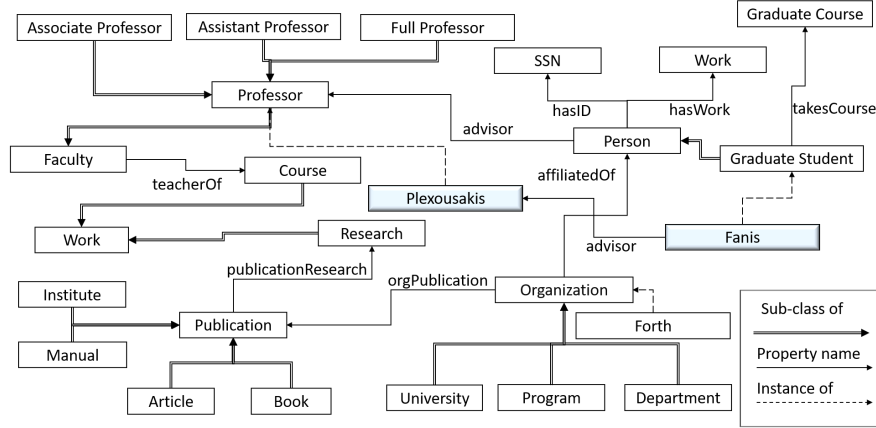 Graduate Course
Associate Professor
Assistant Professor
Full Professor
SSN
Work
Professor
hasID
hasWork
takesCourse
advisor
Person
Faculty
Course
Graduate Student
teacherOf
affiliatedOf
Plexousakis
Work
Research
advisor
Fanis
publicationResearch
orgPublication
Institute
Organization
Sub-class of
Publication
Forth
Manual
Property name
Article
Book
University
Program
Department
Instance of